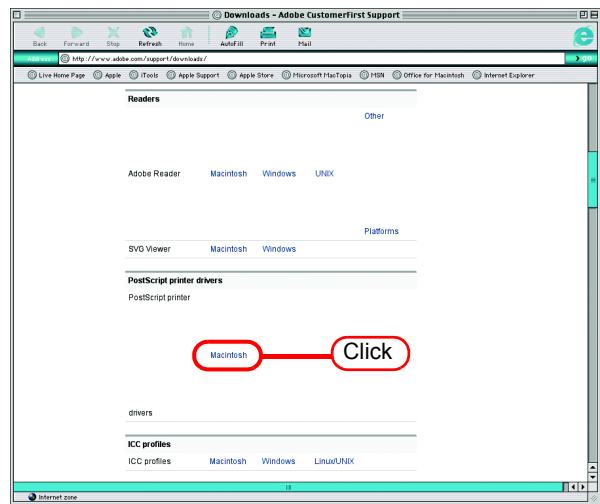 Downloads - Adobe CustomerFirst Support
Back Forward Stop Refresh Home AutoFill Print Mail
Address: http://www.adobe.com/support/downloads/ go
Live Home Page Apple iTools Apple Support Apple Store Microsoft MacTopia MSN Office for Macintosh Internet Explorer
Readers
Other
Adobe Reader Macintosh Windows UNIX
Platforms
SVG Viewer Macintosh Windows
PostScript printer drivers
PostScript printer
Macintosh Click
drivers
ICC profiles
ICC profiles Macintosh Windows Linux/UNIX
Internet zone